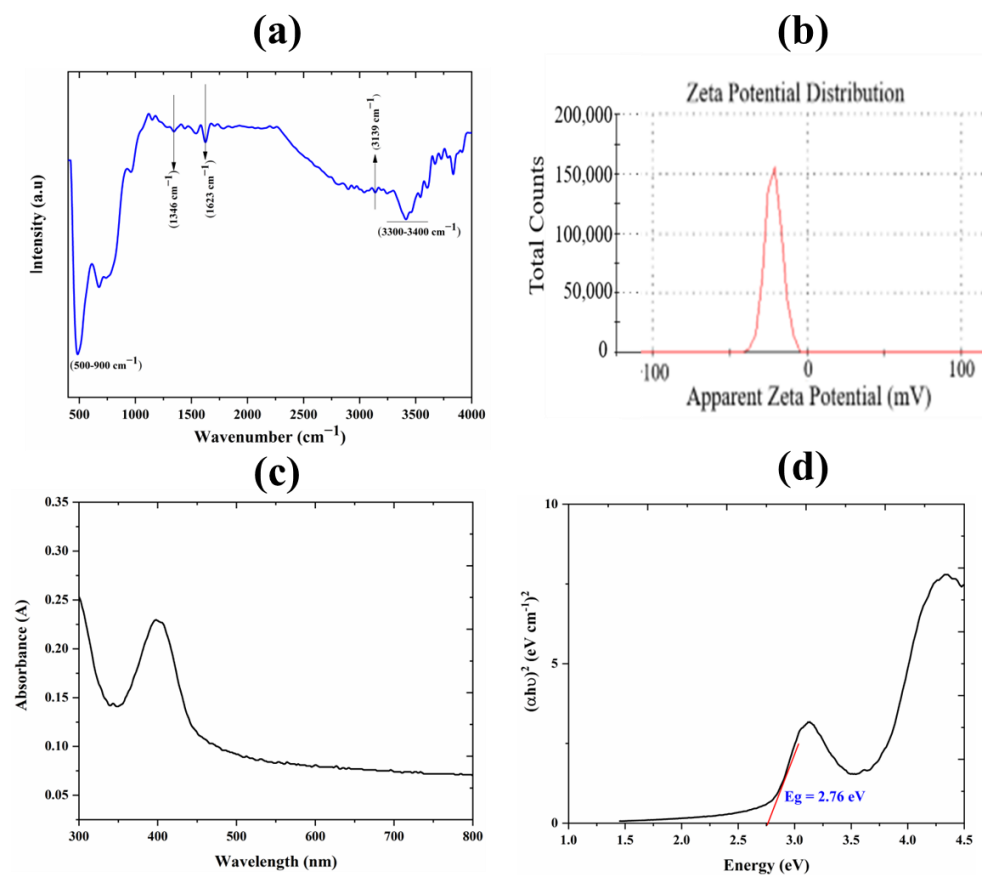 (a)
Intensity (a.u)
(1346 cm⁻¹)
(1623 cm⁻¹)
(3139 cm⁻¹)
(3300-3400 cm⁻¹)
(500-900 cm⁻¹)
500 1000 1500 2000 2500 3000 3500 4000
Wavenumber (cm⁻¹)
(b)
Zeta Potential Distribution
Total Counts
200,000
150,000
100,000
50,000
0
-100 0 100
Apparent Zeta Potential (mV)
(c)
Absorbance (A)
0.35
0.30
0.25
0.20
0.15
0.10
0.05
300 400 500 600 700 800
Wavelength (nm)
(d)
(αhυ)² (eV cm⁻¹)²
10
5
0
Eg = 2.76 eV
1.0 1.5 2.0 2.5 3.0 3.5 4.0 4.5
Energy (eV)